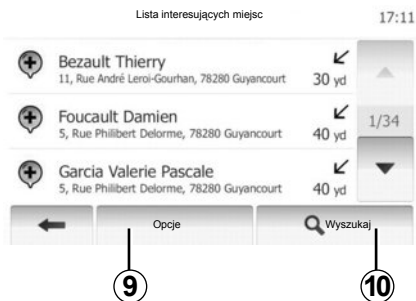 Lista interesujących miejsc 17:11
Bezault Thierry
11, Rue André Leroi-Gourhan, 78280 Guyancourt 30 yd
Foucault Damien
5, Rue Philibert Delorme, 78280 Guyancourt 40 yd
1/34
Garcia Valerie Pascale
5, Rue Philibert Delorme, 78280 Guyancourt 40 yd
Opcje Wyszukaj
9 10